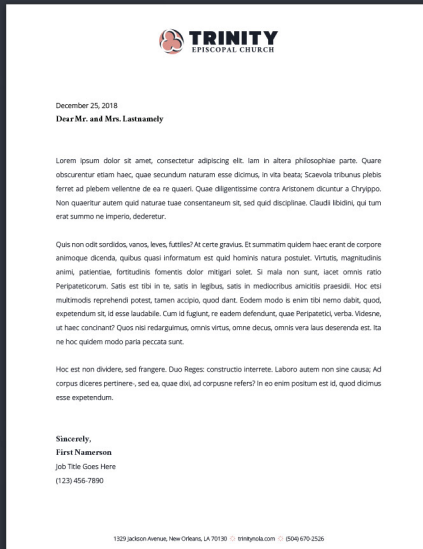 TRINITY
EPISCOPAL CHURCH
December 25, 2018
Dear Mr. and Mrs. Lastnamely
Lorem ipsum dolor sit amet, consectetur adipiscing elit. Iam in altera philosophiae parte. Quare
obscurentur etiam haec, quae secundum naturam esse dicimus, in vita beata; Scaevola tribunus plebis
ferret ad plebem vellentne de ea re quaeri. Quae diligentissime contra Aristonem dicuntur a Chryippo.
Non quaeritur autem quid naturae tuae consentaneum sit, sed quid disciplinae. Claudii libidini, qui tum
erat summo ne imperio, dederetur.
Quis non odit sordidos, vanos, leves, futtiles? At certe gravius. Et summatim quidem haec erant de corpore
animoque dicenda, quibus quasi informatum est quid hominis natura postulet. Virtutis, magnitudinis
animi, patientiae, fortitudinis fomentis dolor mitigari solet. Si mala non sunt, iacet omnis ratio
Peripateticorum. Satis est tibi in te, satis in legibus, satis in mediocribus amicitiis praesidii. Hoc etsi
multimodis reprehendi potest, tamen accipio, quod dant. Eodem modo is enim tibi nemo dabit, quod,
expetendum sit, id esse laudabile. Cum id fugiunt, re eadem defendunt, quae Peripatetici, verba. Videsne,
ut haec concinant? Quos nisi redarguimus, omnis virtus, omne decus, omnis vera laus deserenda est. Ita
ne hoc quidem modo paria peccata sunt.
Hoc est non dividere, sed frangere. Duo Reges: constructio interrete. Laboro autem non sine causa; Ad
corpus diceres pertinere-, sed ea, quae dixi, ad corpusne refers? In eo enim positum est id, quod dicimus
esse expetendum.
Sincerely,
First Namerson
Job Title Goes Here
(123) 456-7890
1329 Jackson Avenue, New Orleans, LA 70130 trinitynola.com (504) 670-2526